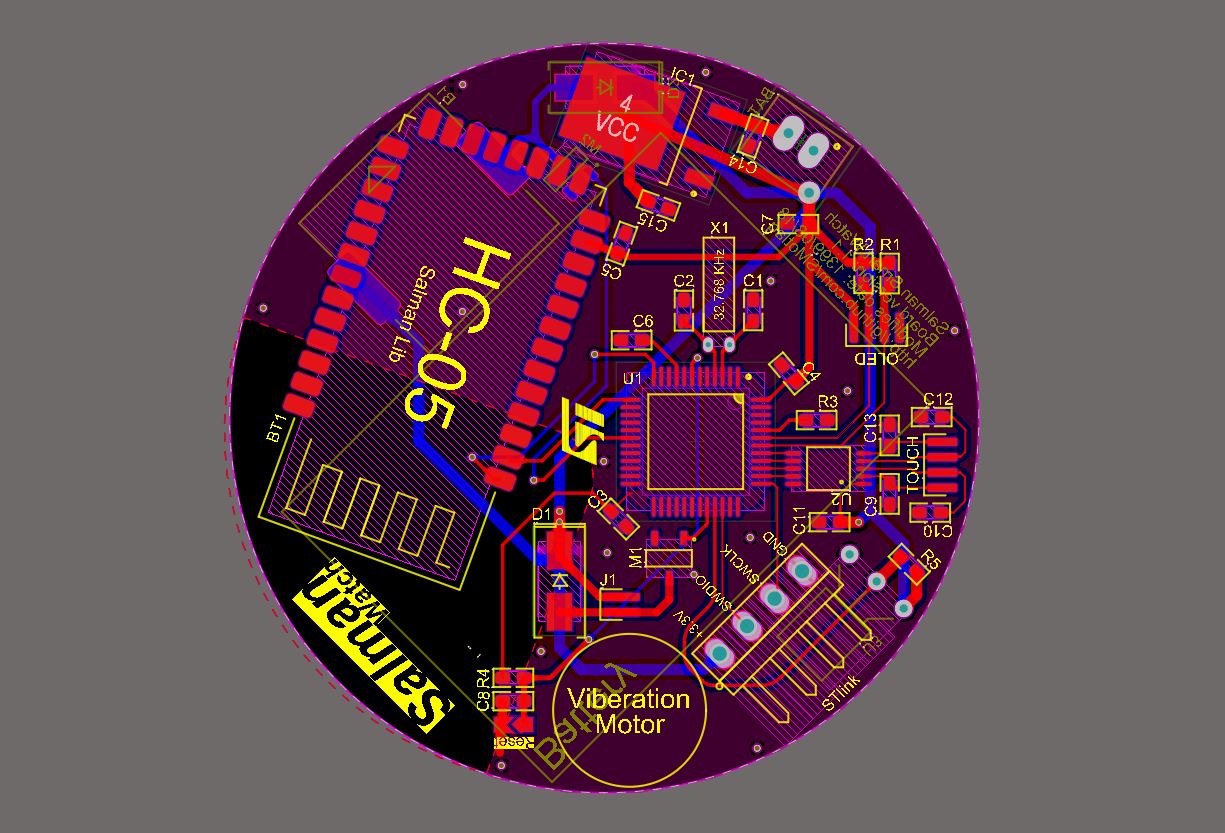 IC1
4
VCC
BAT
C14
C15
C7
C5
X1
32.768 KHz
R2
R1
C2
C1
C6
OLED
HC-05
Salman Lib
BT1
U1
C4
R3
C13
C12
TOUCH
U2
C9
C10
C11
C3
D1
M1
J1
GND
SWCLK
SWDIO
+3.3V
R5
STlink
Salman
Watch
R4
C8
Reset
Viberation
Motor
Battery